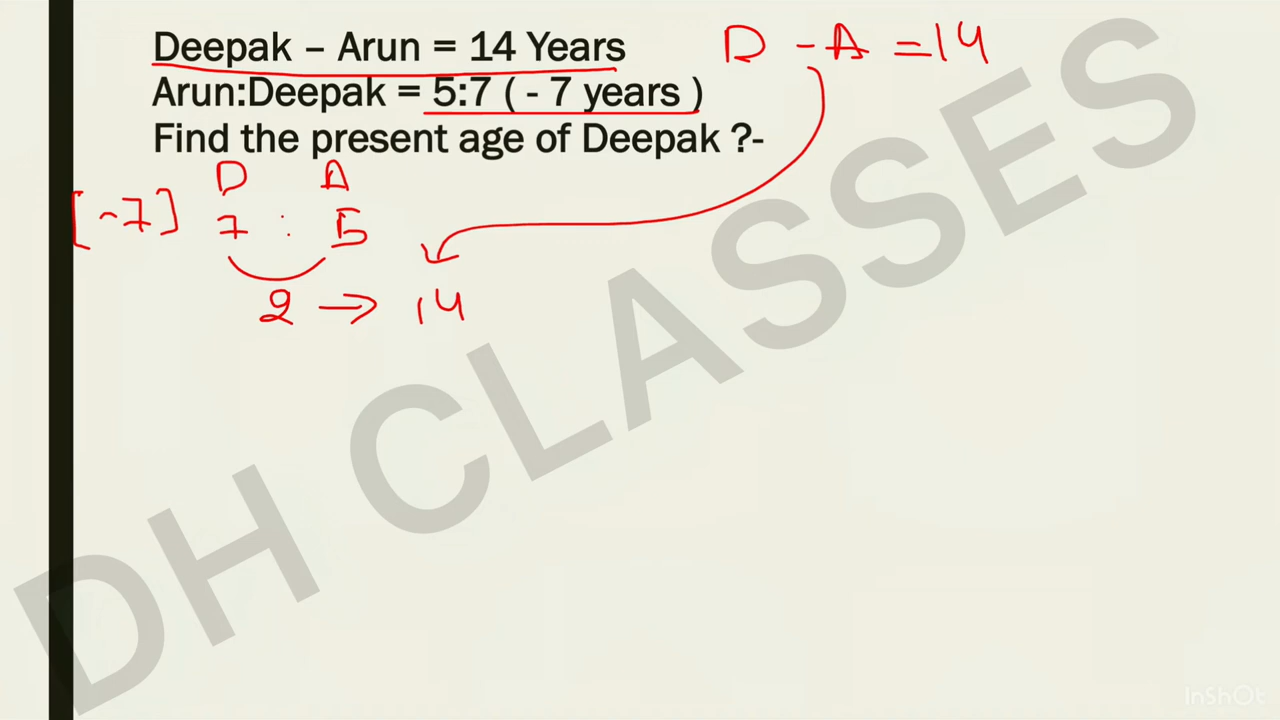 Deepak – Arun = 14 Years
D - A = 14
Arun:Deepak = 5:7 ( - 7 years )
Find the present age of Deepak ?-
D A
[-7] 7 : 5
2 → 14
DH CLASSES
InShOt